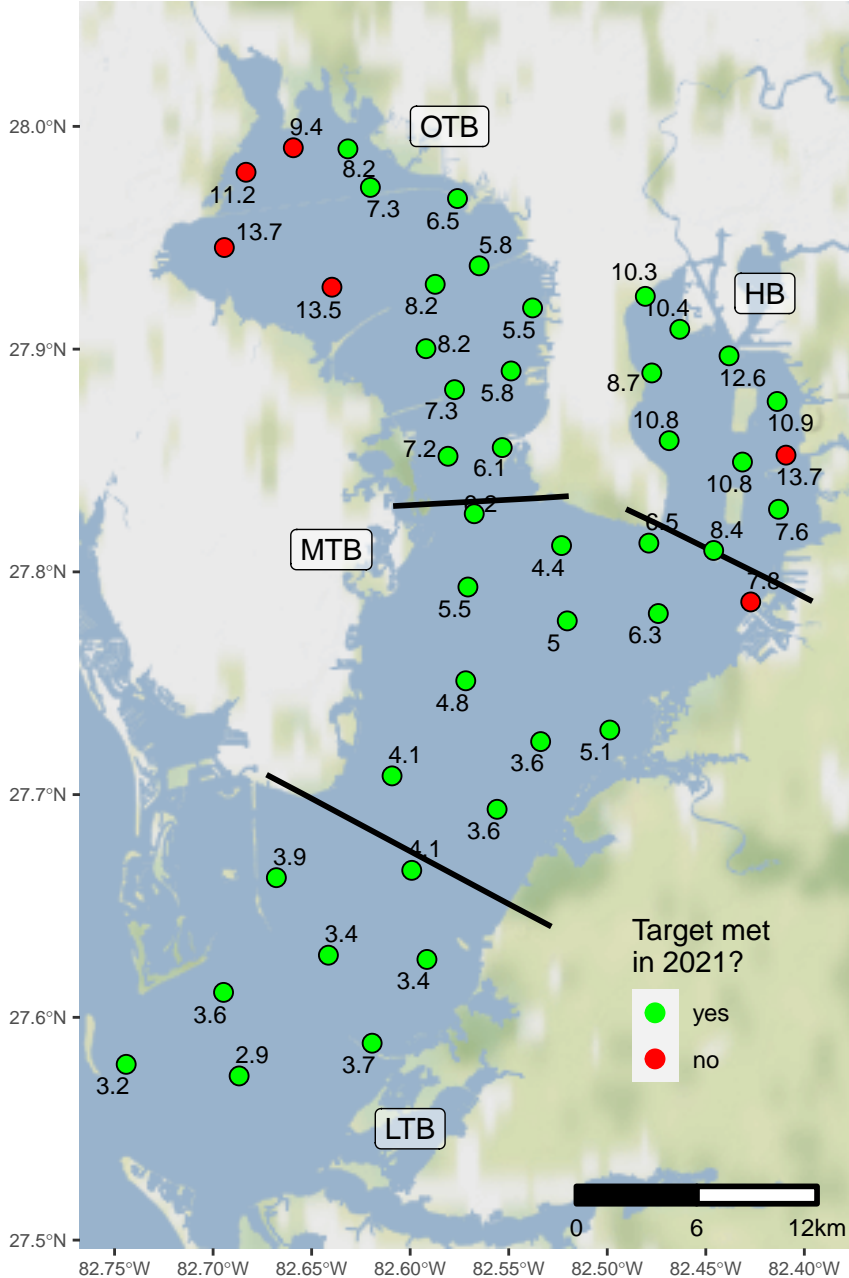 9.4
28.0°N
OTB
8.2
11.2
7.3
6.5
13.7
5.8
10.3
HB
8.2
13.5
10.4
5.5
8.2
27.9°N
12.6
8.7
5.8
7.3
10.9
10.8
7.2
6.1
13.7
10.8
6.2
6.5
8.4
7.6
MTB
4.4
27.8°N
7.8
5.5
5
6.3
4.8
4.1
3.6
5.1
27.7°N
3.6
4.1
3.9
Target met
in 2021?
3.4
3.4
yes
3.6
27.6°N
3.7
2.9
no
3.2
LTB
0
6
12km
27.5°N
82.75°W
82.70°W
82.65°W
82.60°W
82.55°W
82.50°W
82.45°W
82.40°W